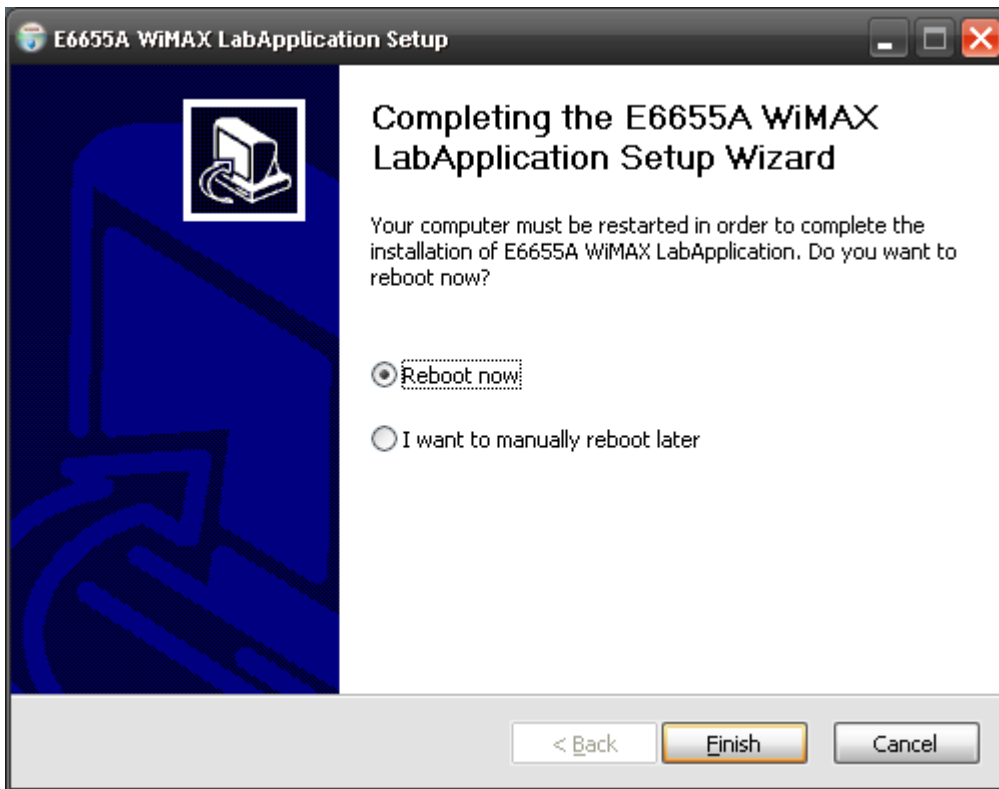 E6655A WiMAX LabApplication Setup
Completing the E6655A WiMAX
LabApplication Setup Wizard
Your computer must be restarted in order to complete the
installation of E6655A WiMAX LabApplication. Do you want to
reboot now?
Reboot now
I want to manually reboot later
< Back
Finish
Cancel